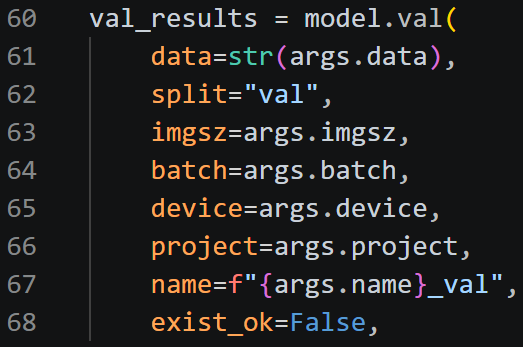 60 val_results = model.val(
61 data=str(args.data),
62 split="val",
63 imgsz=args.imgsz,
64 batch=args.batch,
65 device=args.device,
66 project=args.project,
67 name=f"{args.name}_val",
68 exist_ok=False,